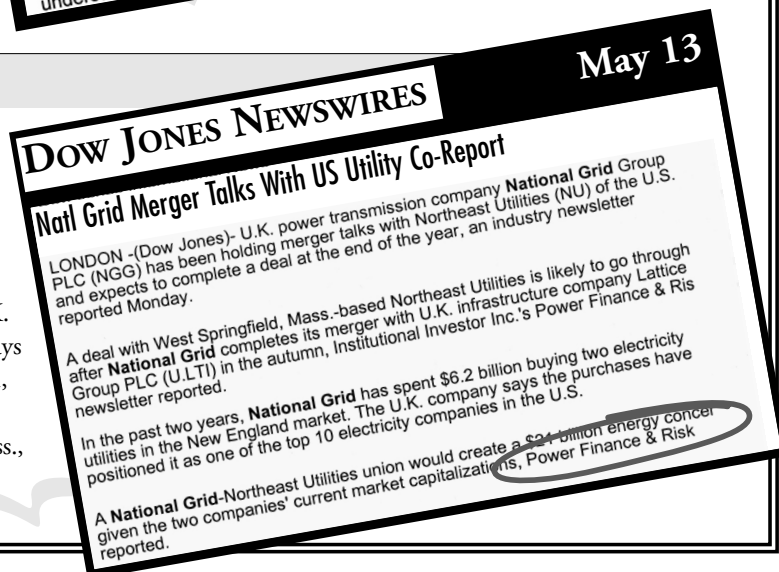 May 13
DOW JONES NEWSWIRES
Natl Grid Merger Talks With US Utility Co-Report
LONDON -(Dow Jones)- U.K. power transmission company National Grid Group
PLC (NGG) has been holding merger talks with Northeast Utilities (NU) of the U.S.
and expects to complete a deal at the end of the year, an industry newsletter
reported Monday.
A deal with West Springfield, Mass.-based Northeast Utilities is likely to go through
after National Grid completes its merger with U.K. infrastructure company Lattice
Group PLC (U.LTI) in the autumn, Institutional Investor Inc.'s Power Finance & Ris
newsletter reported.
In the past two years, National Grid has spent $6.2 billion buying two electricity
utilities in the New England market. The U.K. company says the purchases have
positioned it as one of the top 10 electricity companies in the U.S.
A National Grid-Northeast Utilities union would create a $21 billion energy
given the two companies' current market capitalizations, Power Finance & Risk
reported.